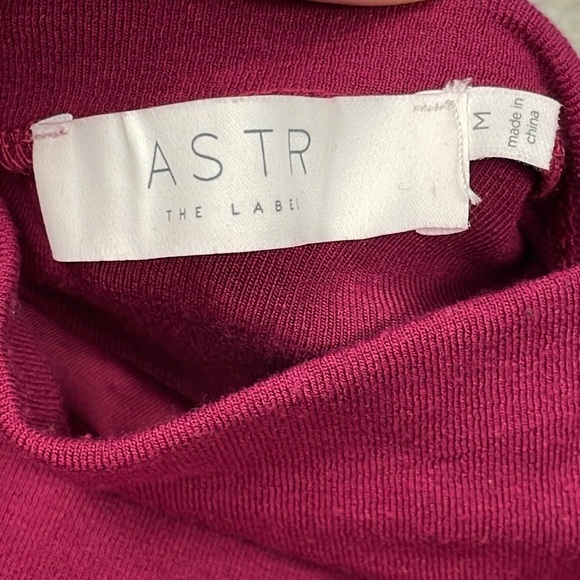 ASTR
THE LABEL
M
made in
china